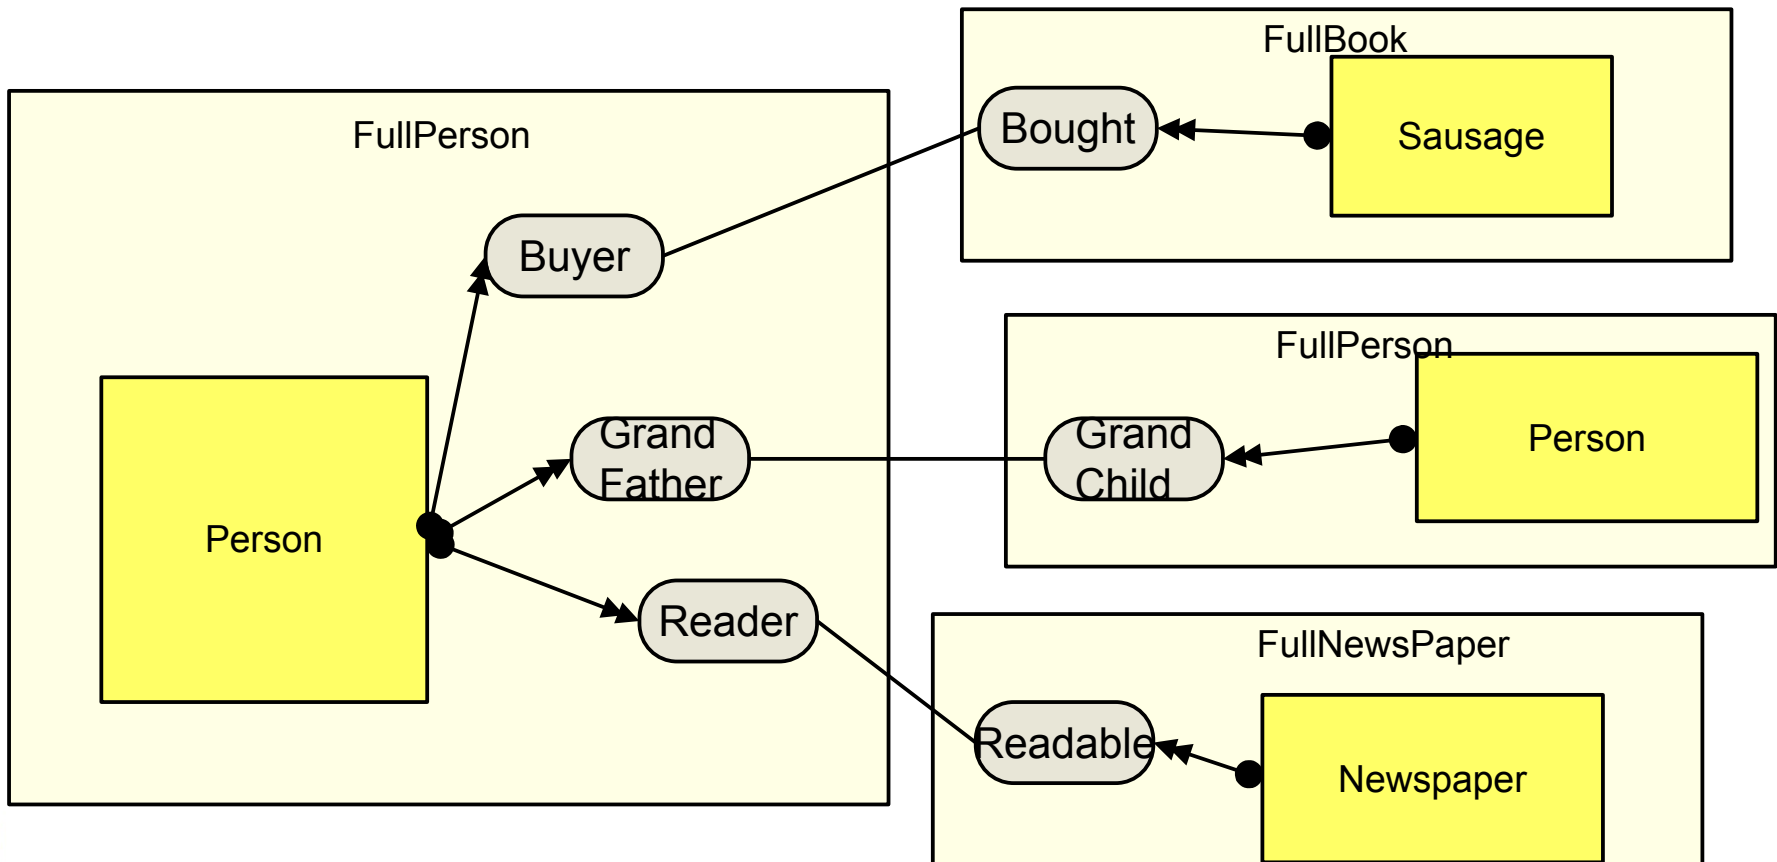 FullPerson
Buyer
Grand
Father
Reader
Person
FullBook
Bought
Sausage
FullPerson
Grand
Child
Person
FullNewsPaper
Readable
Newspaper